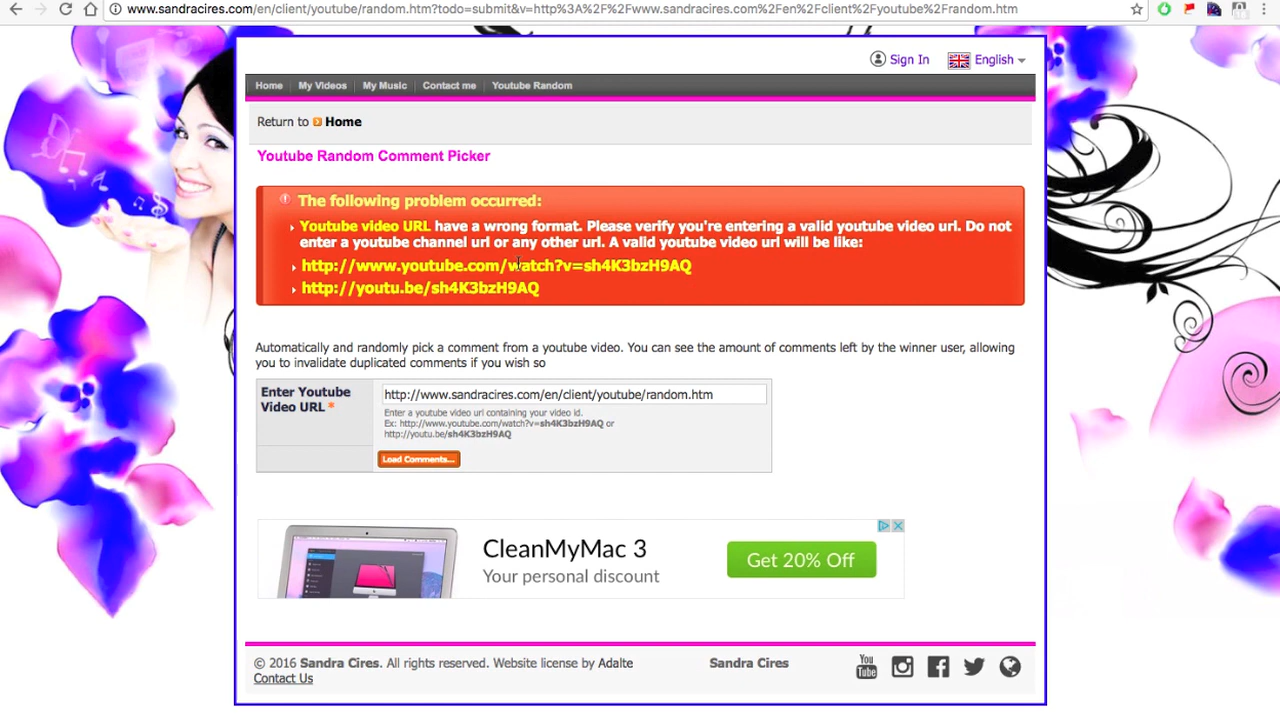 www.sandracires.com/en/client/youtube/random.htm?todo=submit&v=http%3A%2F%2Fwww.sandracires.com%2Fen%2Fclient%2Fyoutube%2Frandom.htm
Sign In English
Home My Videos My Music Contact me Youtube Random
Return to Home
Youtube Random Comment Picker
The following problem occurred:
Youtube video URL have a wrong format. Please verify you're entering a valid youtube video url. Do not
enter a youtube channel url or any other url. A valid youtube video url will be like:
http://www.youtube.com/watch?v=sh4K3bzH9AQ
http://youtu.be/sh4K3bzH9AQ
Automatically and randomly pick a comment from a youtube video. You can see the amount of comments left by the winner user, allowing
you to invalidate duplicated comments if you wish so
Enter Youtube
Video URL *
http://www.sandracires.com/en/client/youtube/random.htm
Enter a youtube video url containing your video id.
Ex: http://www.youtube.com/watch?v=sh4K3bzH9AQ or
http://youtu.be/sh4K3bzH9AQ
Load Comments...
CleanMyMac 3
Your personal discount
Get 20% Off
© 2016 Sandra Cires. All rights reserved. Website license by Adalte
Contact Us
Sandra Cires
You
Tube